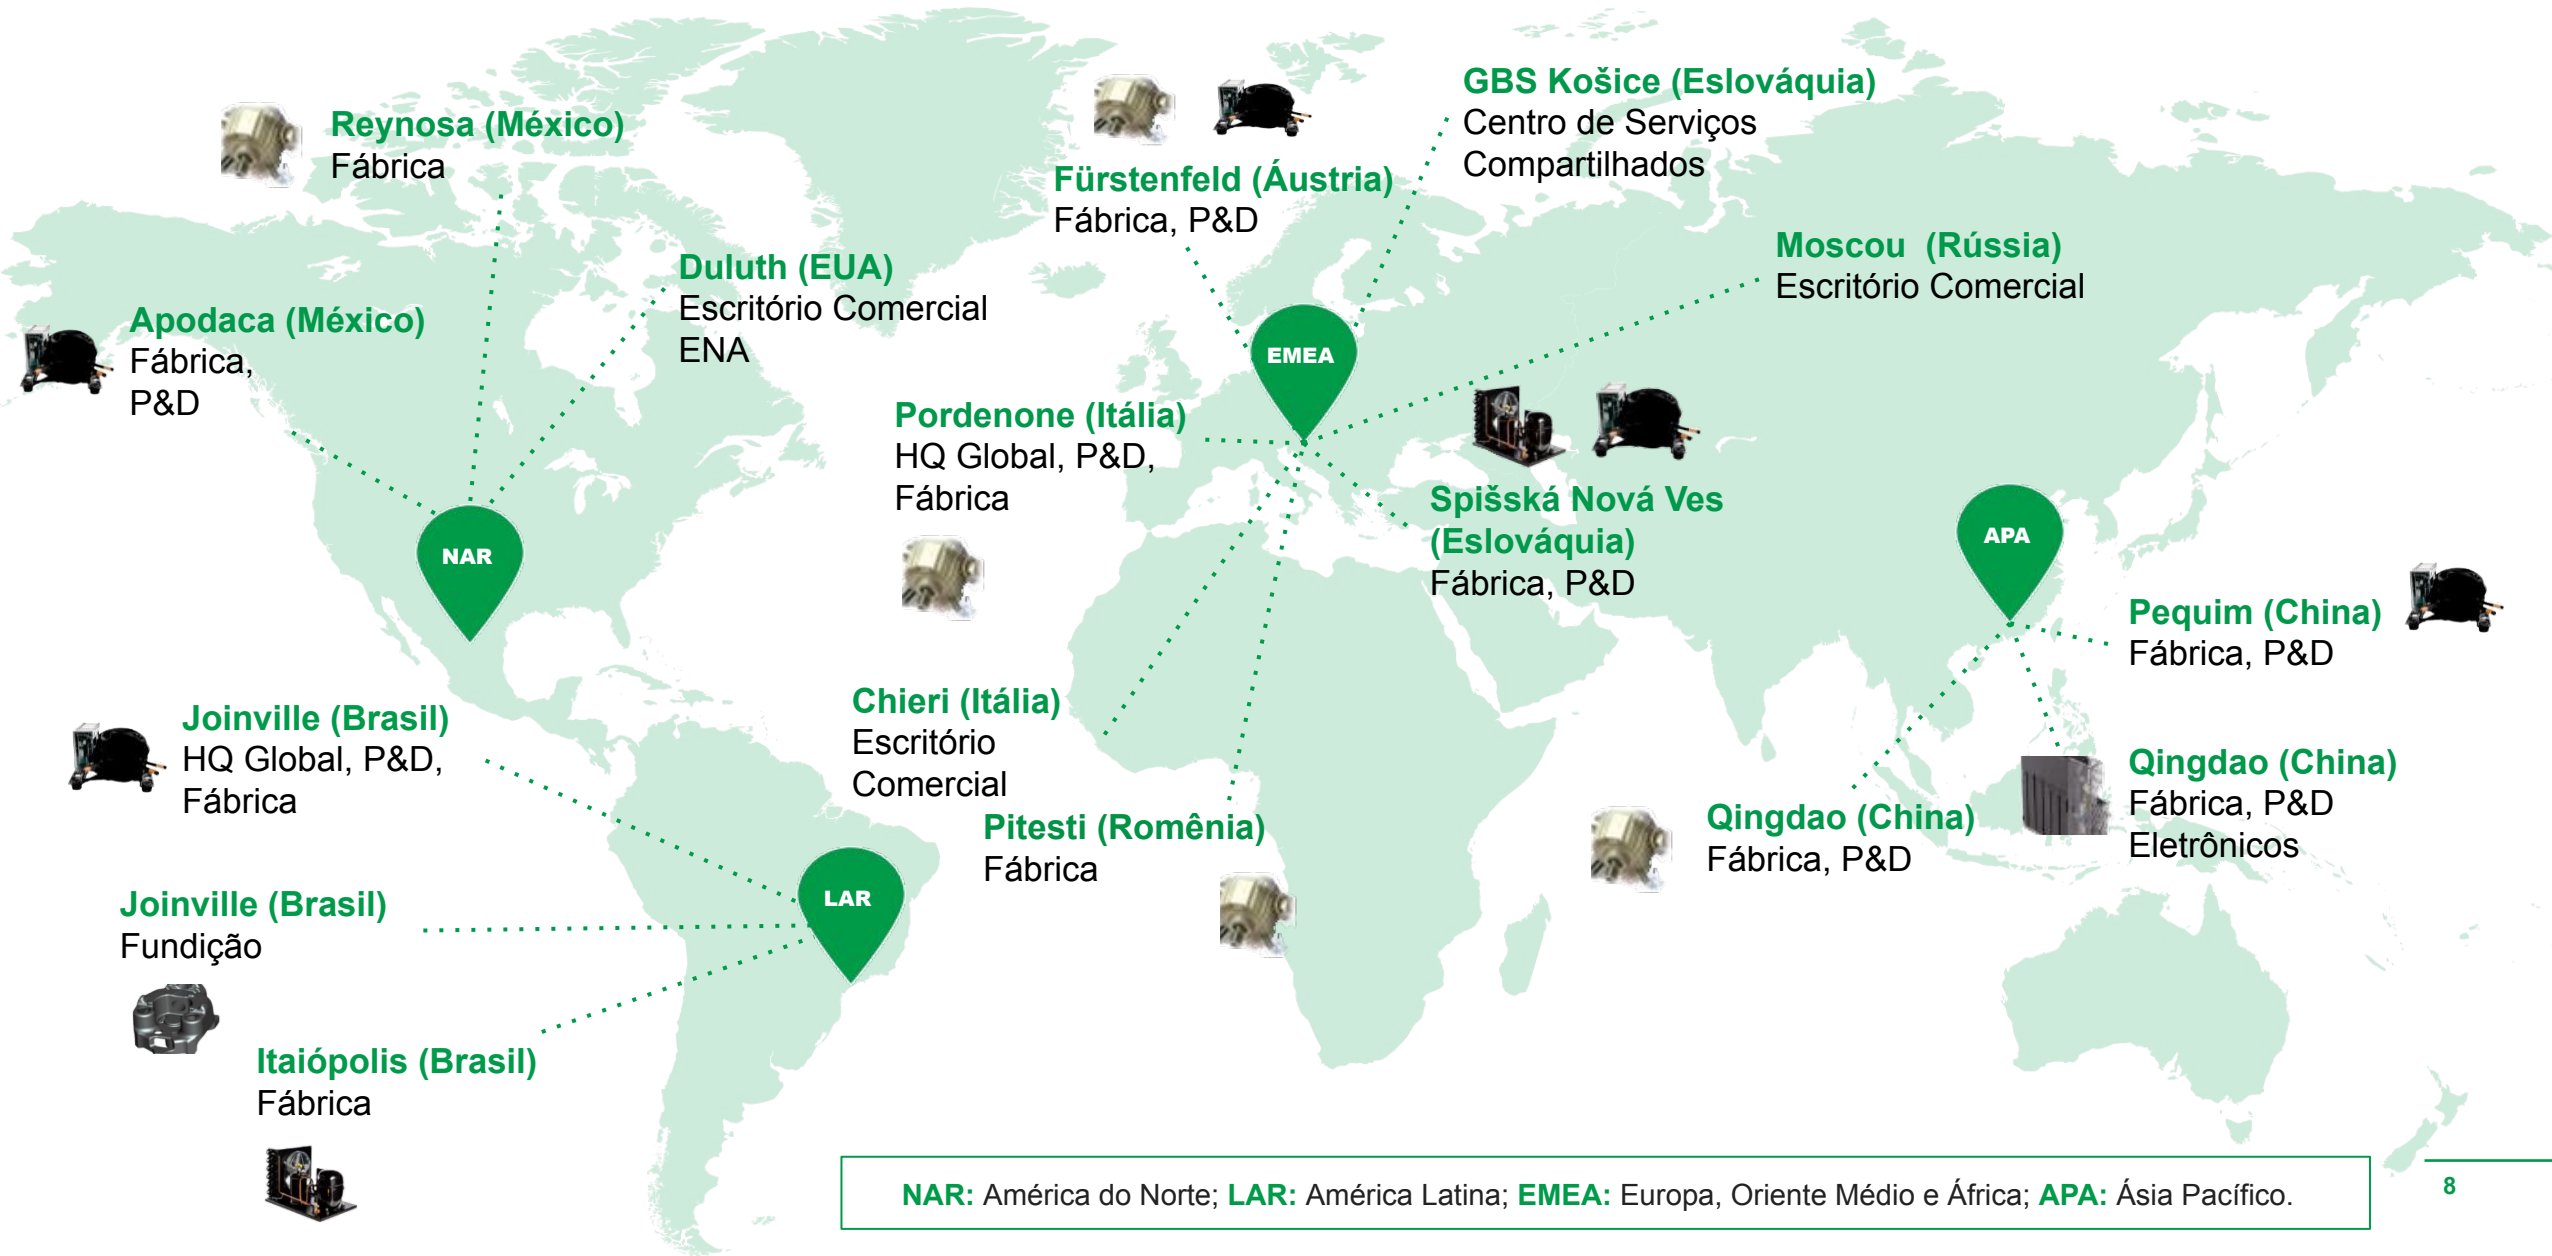 Reynosa (México)
Fábrica
Apodaca (México)
Fábrica,
P&D
Duluth (EUA)
Escritório Comercial
ENA
NAR
Joinville (Brasil)
HQ Global, P&D,
Fábrica
Joinville (Brasil)
Fundição
Itaiópolis (Brasil)
Fábrica
LAR
GBS Košice (Eslováquia)
Centro de Serviços
Compartilhados
Fürstenfeld (Áustria)
Fábrica, P&D
Moscou (Rússia)
Escritório Comercial
EMEA
Pordenone (Itália)
HQ Global, P&D,
Fábrica
Spišská Nová Ves
(Eslováquia)
Fábrica, P&D
Chieri (Itália)
Escritório
Comercial
Pitesti (Romênia)
Fábrica
APA
Pequim (China)
Fábrica, P&D
Qingdao (China)
Fábrica, P&D
Eletrônicos
Qingdao (China)
Fábrica, P&D
NAR: América do Norte; LAR: América Latina; EMEA: Europa, Oriente Médio e África; APA: Ásia Pacífico.
8